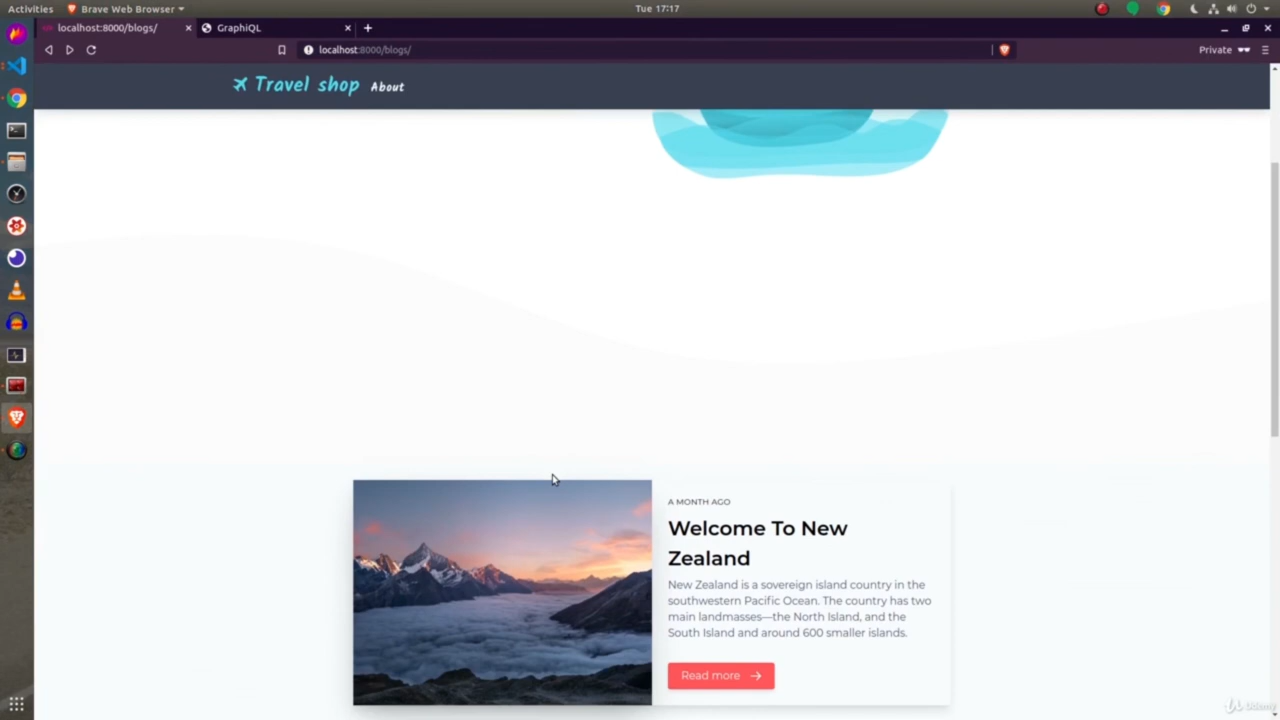 Activities
Brave Web Browser
Tue 17:17
localhost:8000/blogs/
GraphiQL
localhost:8000/blogs/
Private
Travel shop
About
A MONTH AGO
Welcome To New
Zealand
New Zealand is a sovereign island country in the
southwestern Pacific Ocean. The country has two
main landmasses—the North Island, and the
South Island and around 600 smaller islands.
Read more
Udemy